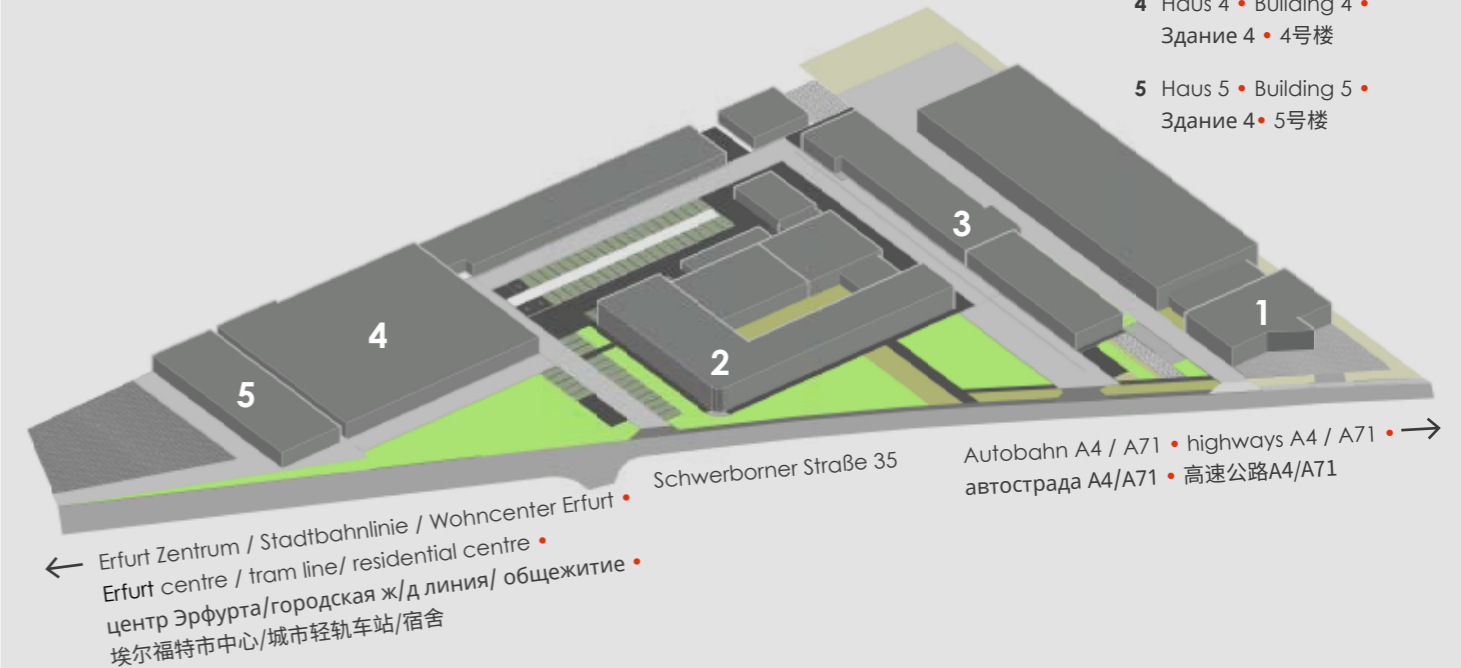 4 Haus 4 • Building 4 •
Здание 4 • 4号楼
5 Haus 5 • Building 5 •
Здание 4• 5号楼
3
1
4
2
5
Autobahn A4 / A71 • highways A4 / A71 • →
автострада A4/A71 • 高速公路A4/A71
Schwerborner Straße 35
← Erfurt Zentrum / Stadtbahnlinie / Wohncenter Erfurt •
Erfurt centre / tram line/ residential centre •
центр Эрфурта/городская ж/д линия/ общежитие •
埃尔福特市中心/城市轻轨车站/宿舍